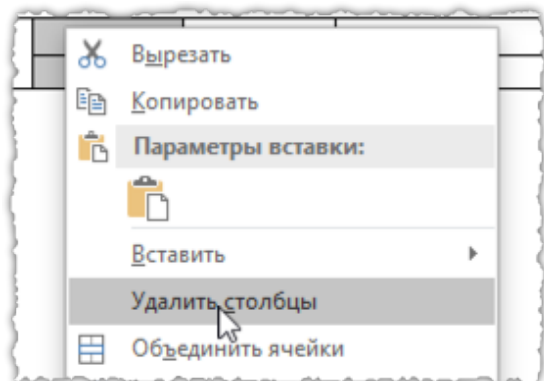 Вырезать
Копировать
Параметры вставки:
Вставить
Удалить столбцы
Объединить ячейки